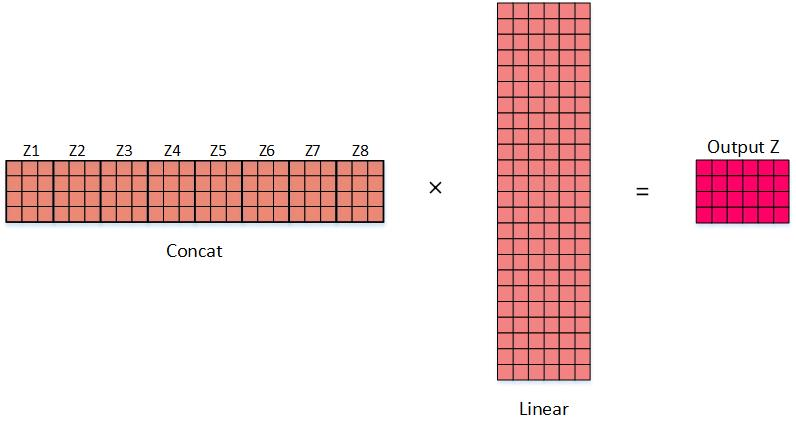 Z1 Z2 Z3 Z4 Z5 Z6 Z7 Z8
Concat
×
Linear
=
Output Z